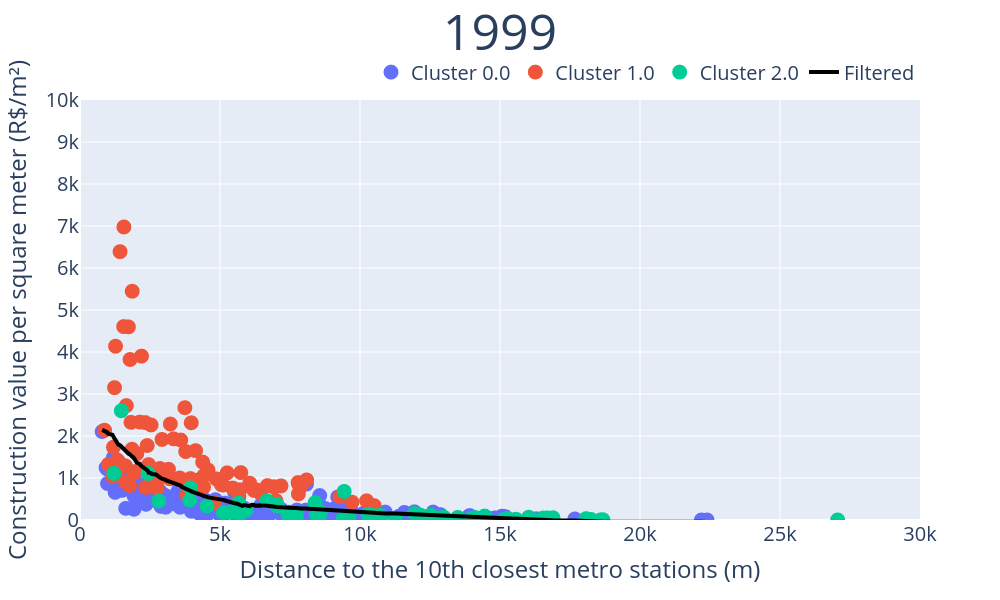 1999
Cluster 0.0 Cluster 1.0 Cluster 2.0 Filtered
Construction value per square meter (R$/m²)
10k
9k
8k
7k
6k
5k
4k
3k
2k
1k
0
0 5k 10k 15k 20k 25k 30k
Distance to the 10th closest metro stations (m)